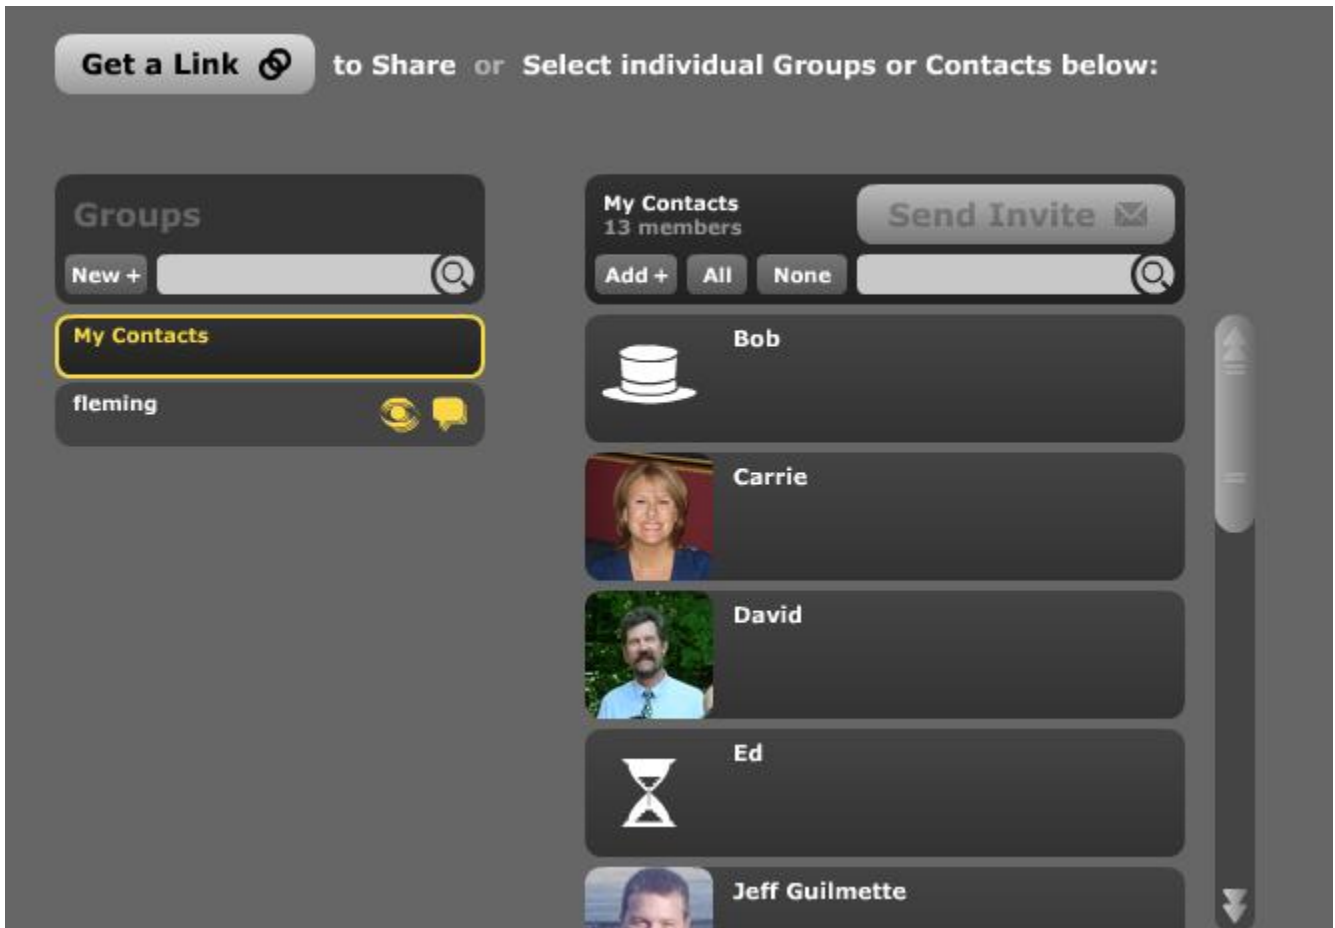 Get a Link to Share or Select individual Groups or Contacts below:
Groups
New +
My Contacts
fleming
My Contacts
13 members
Send Invite
Add + All None
Bob
Carrie
David
Ed
Jeff Guilmette